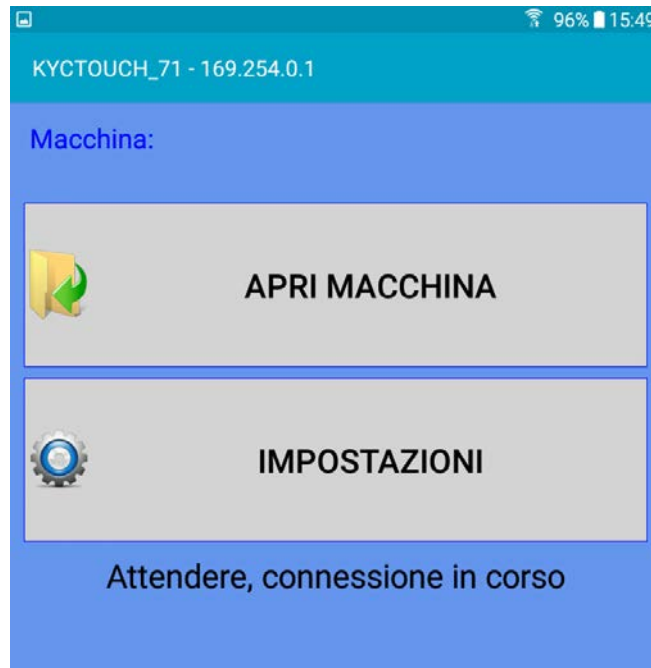 96% 15:49
KYCTOUCH_71 - 169.254.0.1
Macchina:
APRI MACCHINA
IMPOSTAZIONI
Attendere, connessione in corso